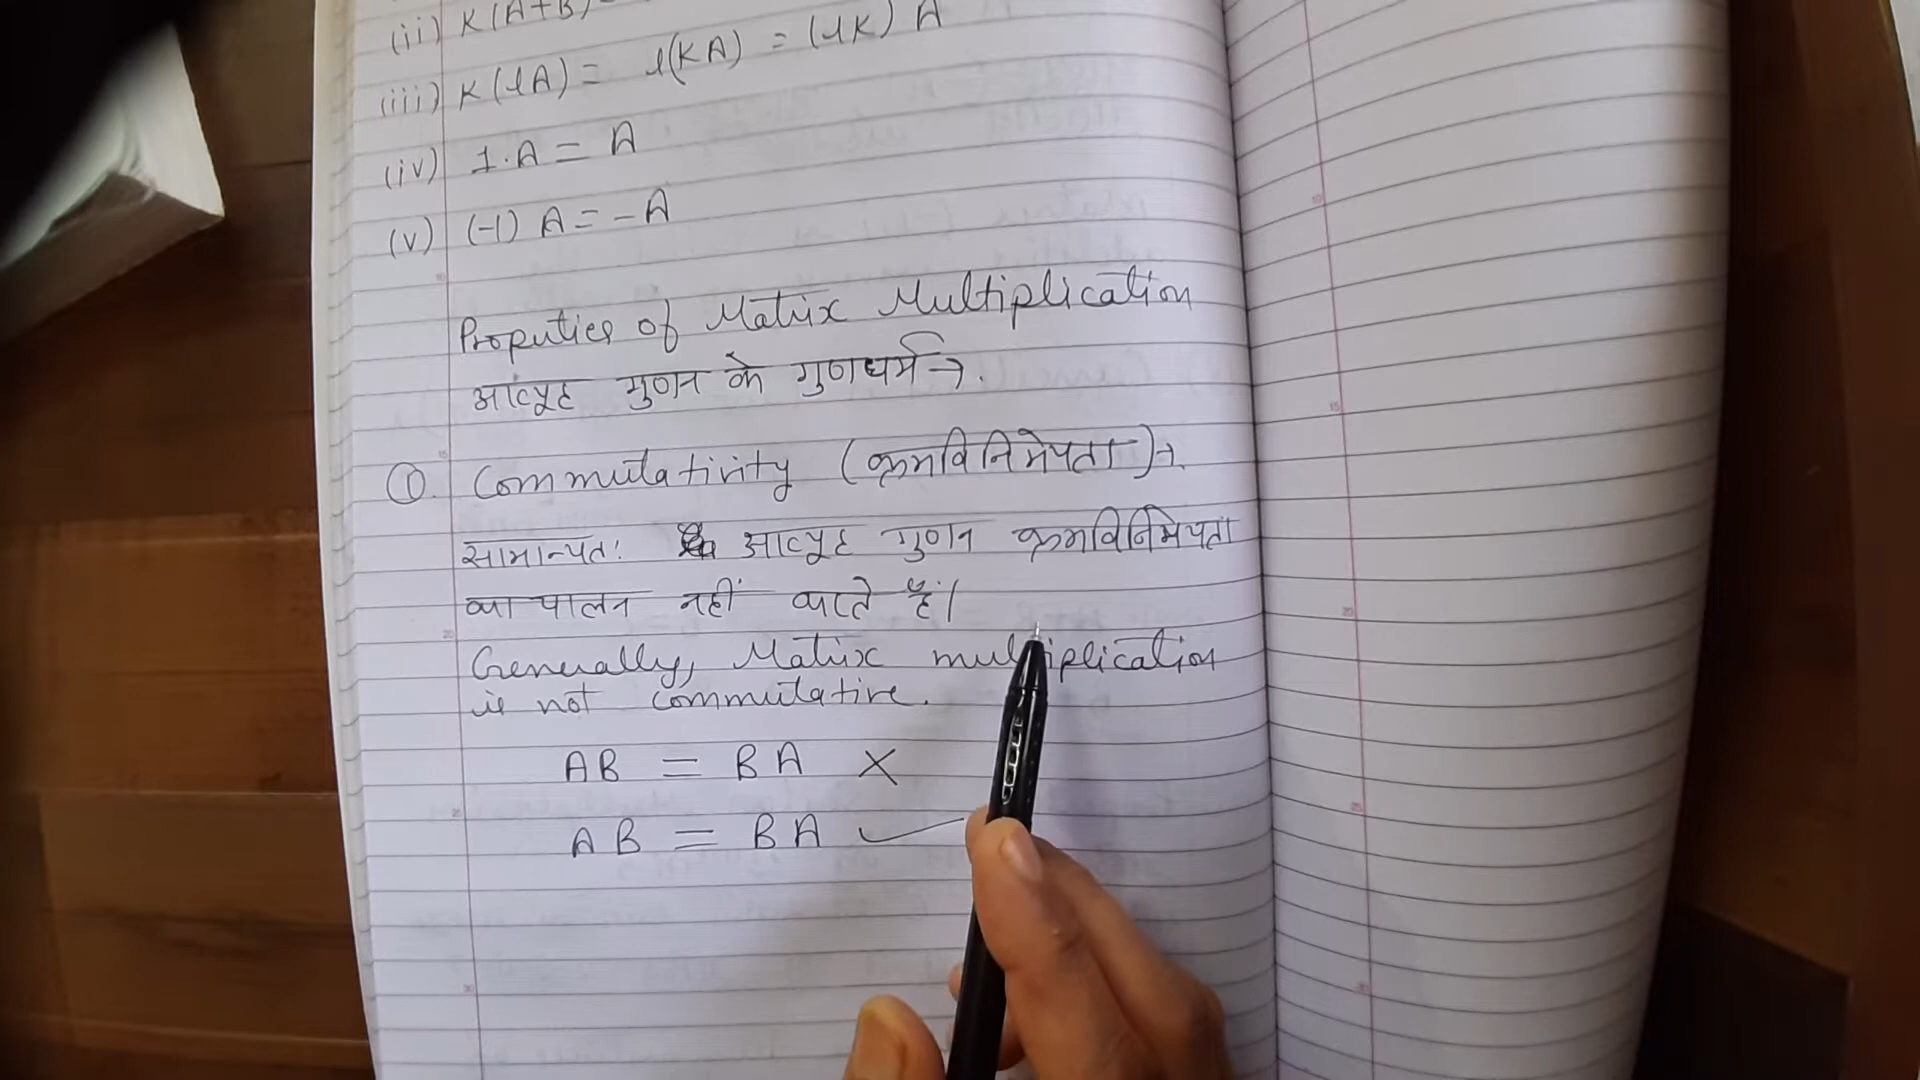 (ii) K(A+B)
(iii) K(lA) = l(KA) = (lK) A
(iv) 1.A = A
(v) (-1) A = -A
Properties of Matrix Multiplication
आव्यूह गुणन के गुणधर्म →.
①. Commutativity (क्रमविनिमेयता) →.
सामान्यतः आव्यूह गुणन क्रमविनिमेयता
का पालन नहीं करते हैं।
Generally, Matrix multiplication
is not commutative.
AB = BA ×
AB = BA ✓